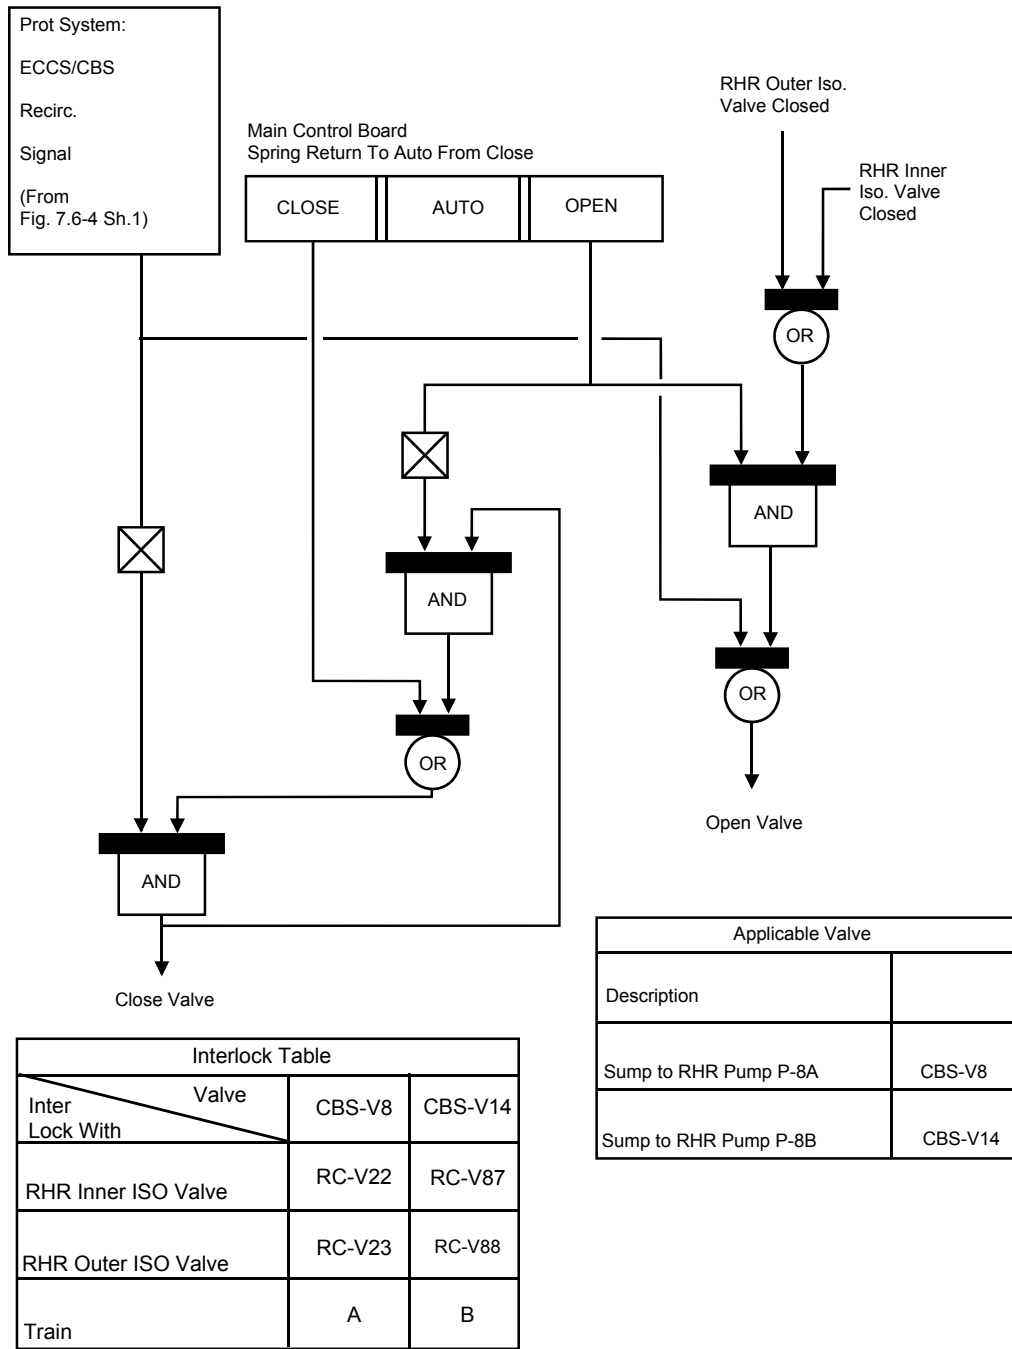 Prot System:
ECCS/CBS
Recirc.
Signal
(From
Fig. 7.6-4 Sh.1)
Main Control Board
Spring Return To Auto From Close
CLOSE
AUTO
OPEN
RHR Outer Iso.
Valve Closed
RHR Inner
Iso. Valve
Closed
OR
AND
AND
OR
OR
AND
Open Valve
Close Valve
Applicable Valve
Description
Sump to RHR Pump P-8A
CBS-V8
Sump to RHR Pump P-8B
CBS-V14
Interlock Table
Valve
Inter
Lock With
CBS-V8
CBS-V14
RHR Inner ISO Valve
RC-V22
RC-V87
RHR Outer ISO Valve
RC-V23
RC-V88
Train
A
B